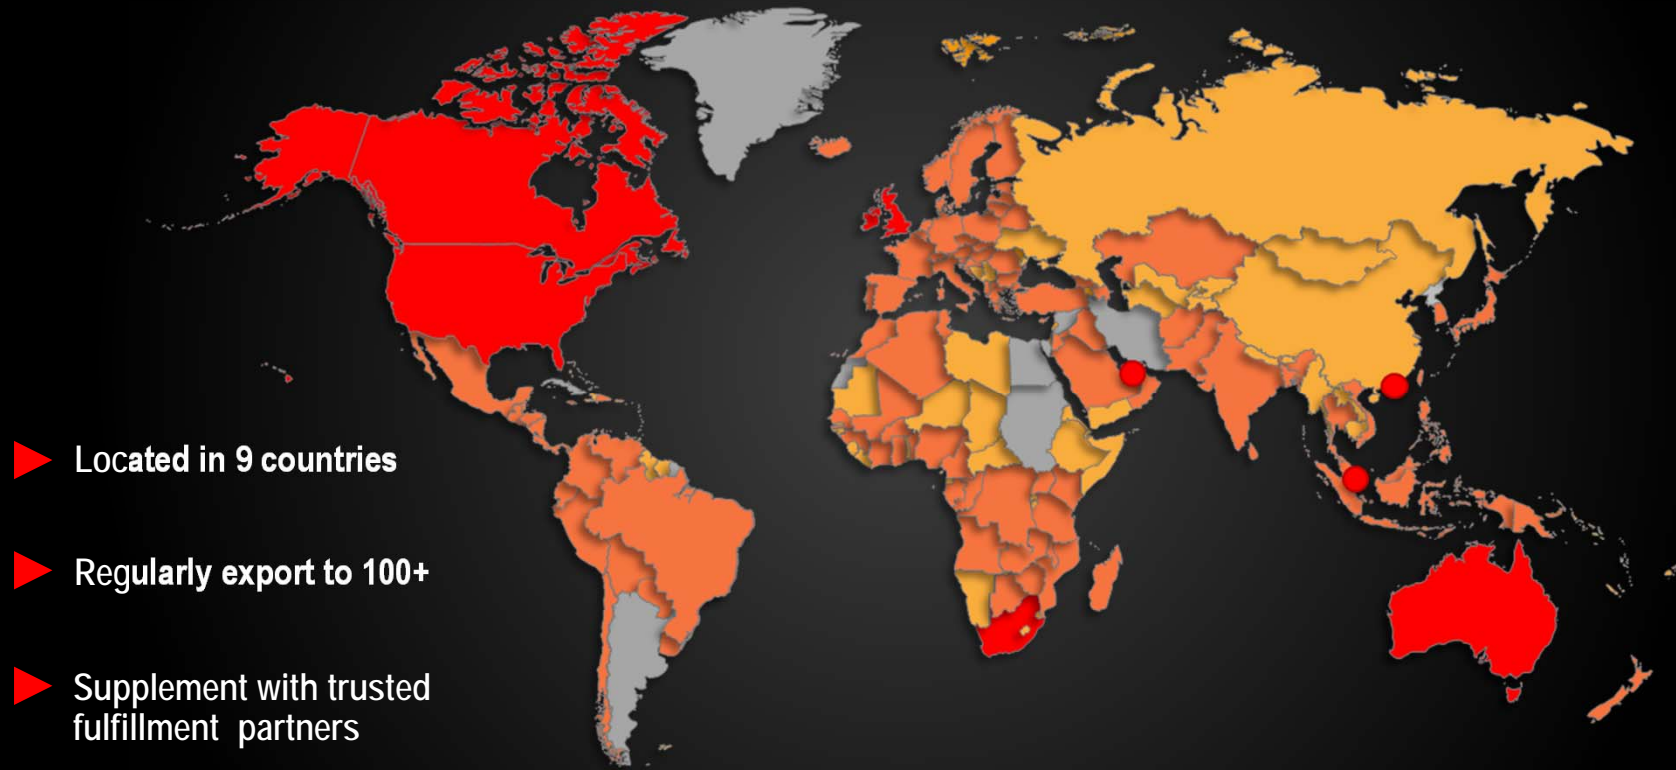 Located in 9 countries
Regularly export to 100+
Supplement with trusted
fulfillment partners